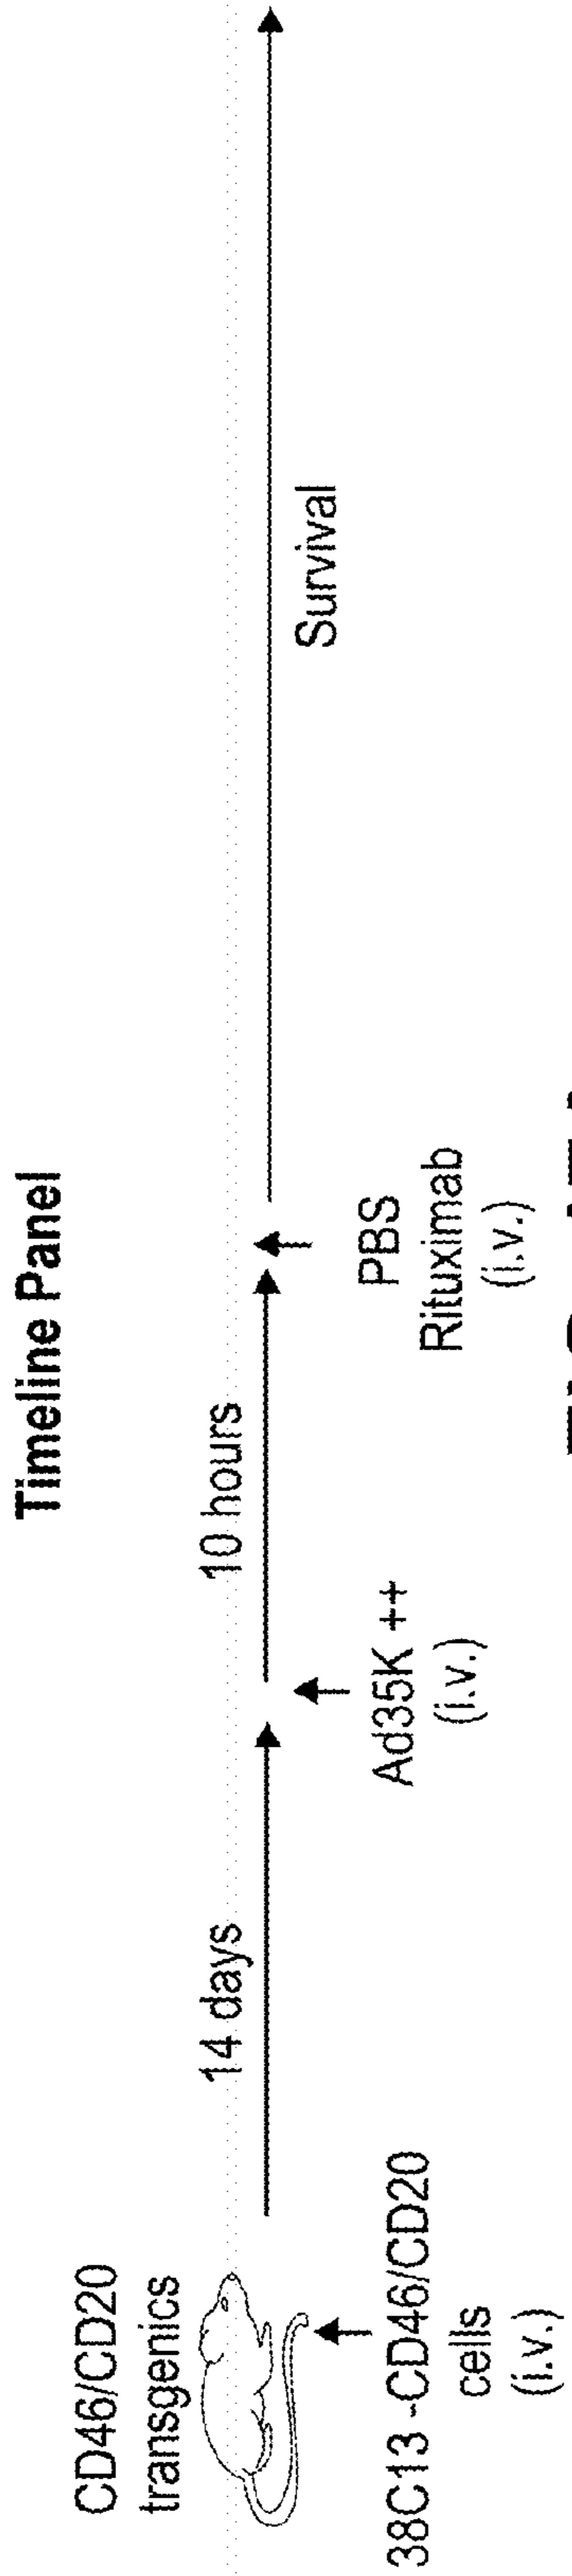 Timeline Panel
CD46/CD20
transgenics
14 days
10 hours
38C13 -CD46/CD20
cells
(i.v.)
Ad35K ++
(i.v.)
PBS
Rituximab
(i.v.)
Survival